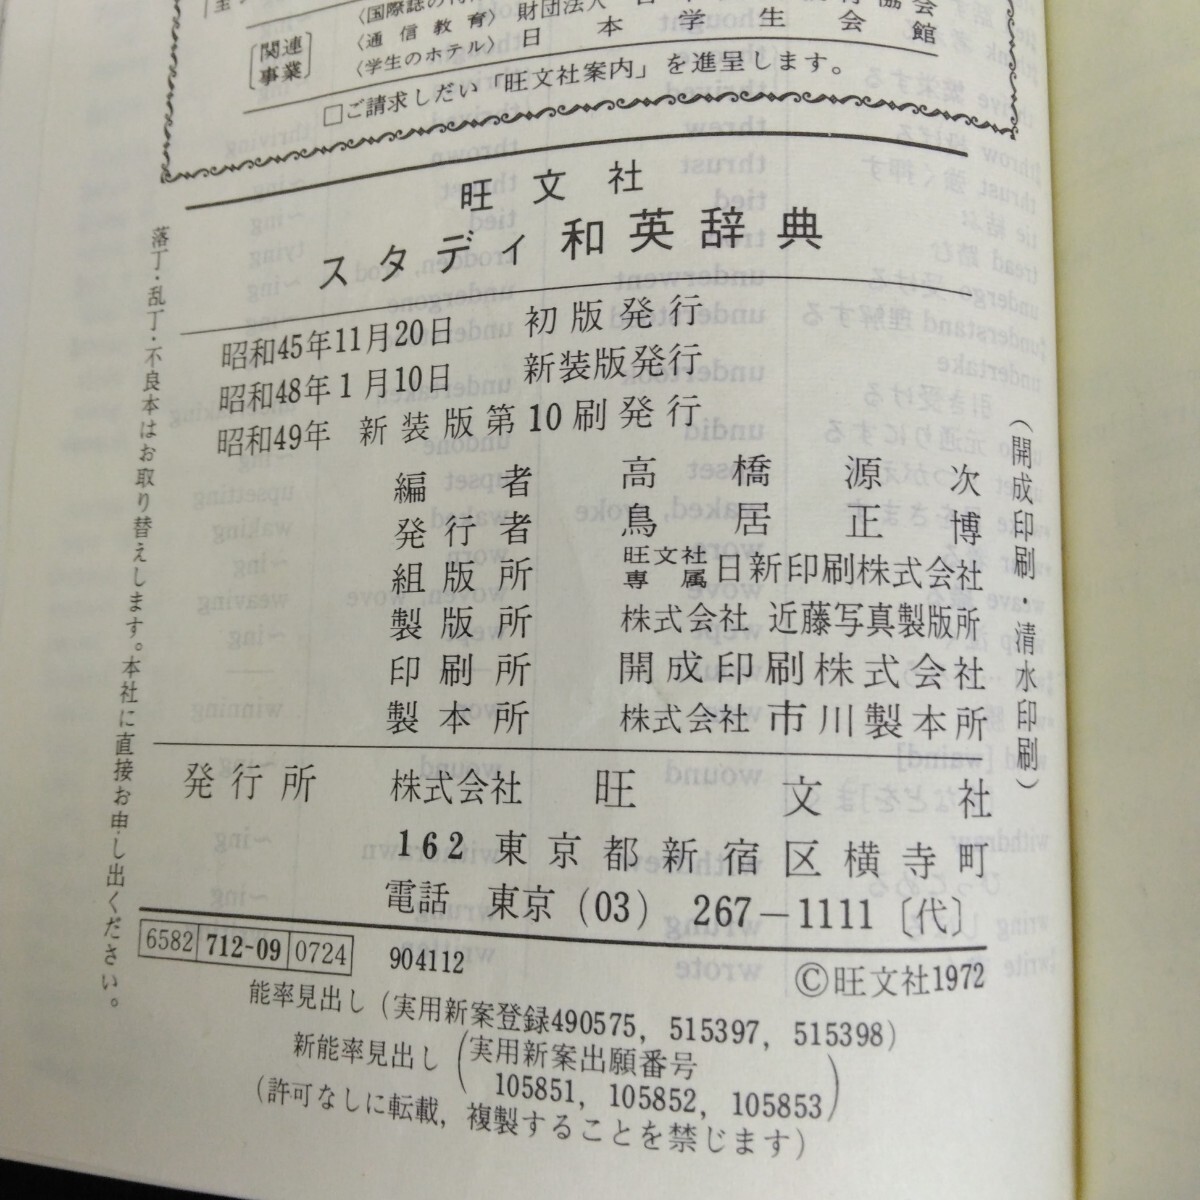 〈国際誌の
〈通信教育〉財団法人
関連
事業
〈学生のホテル〉日本学生会館
協会
□ご請求しだい「旺文社案内」を進呈します。
旺文社
スタディ和英辞典
昭和45年11月20日 初版発行
昭和48年1月10日 新装版発行
昭和49年 新装版第10刷発行
編者 高橋源次
発行者 鳥居正博
組版所 旺文社専属 日新印刷株式会社
製版所 株式会社 近藤写真製版所
印刷所 開成印刷株式会社
製本所 株式会社 市川製本所
(開成印刷・清水印刷)
落丁・乱丁・不良本はお取り替えします。本社に直接お申し出ください。
発行所 株式会社 旺文社
162 東京都新宿区横寺町
電話 東京(03) 267-1111〔代〕
6582 712-09 0724 904112
©旺文社1972
能率見出し(実用新案登録490575, 515397, 515398)
新能率見出し(実用新案出願番号
105851, 105852, 105853)
(許可なしに転載, 複製することを禁じます)